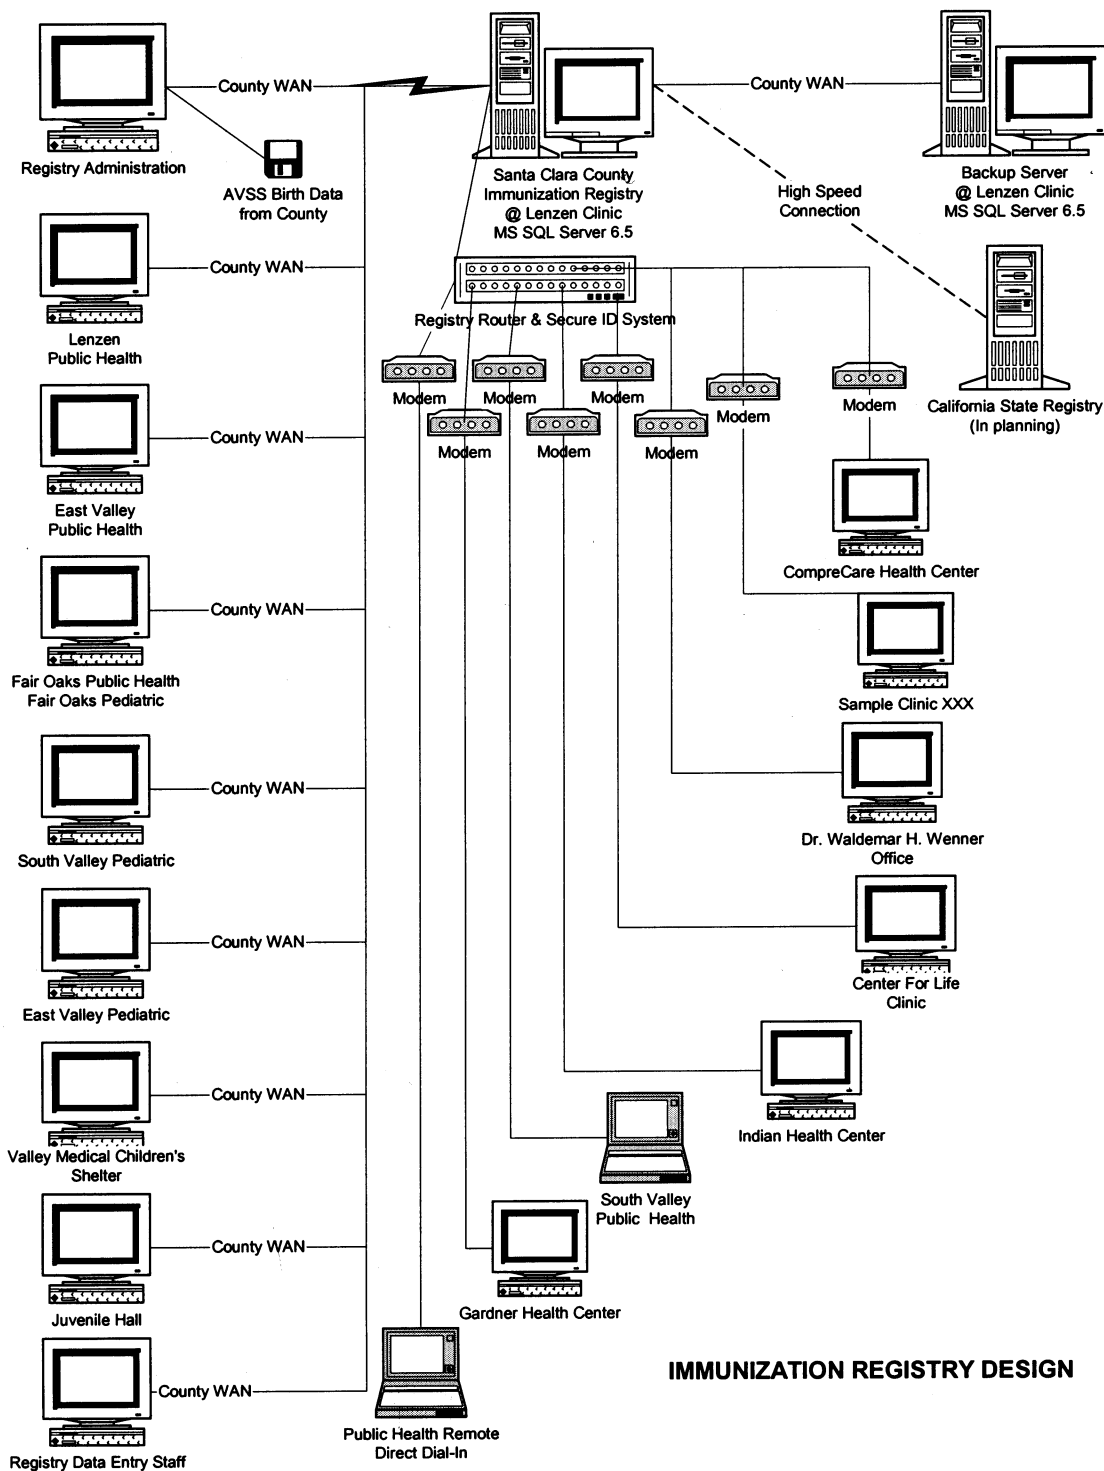 County WAN
County WAN
Registry Administration
AVSS Birth Data
from County
Santa Clara County
Immunization Registry
@ Lenzen Clinic
MS SQL Server 6.5
High Speed
Connection
Backup Server
@ Lenzen Clinic
MS SQL Server 6.5
County WAN
Lenzen
Public Health
Registry Router & Secure ID System
Modem
Modem
Modem
Modem
Modem
Modem
Modem
Modem
California State Registry
(In planning)
County WAN
East Valley
Public Health
CompreCare Health Center
County WAN
Fair Oaks Public Health
Fair Oaks Pediatric
Sample Clinic XXX
County WAN
South Valley Pediatric
Dr. Waldemar H. Wenner
Office
County WAN
East Valley Pediatric
Center For Life
Clinic
County WAN
Valley Medical Children's
Shelter
Indian Health Center
South Valley
Public Health
County WAN
Juvenile Hall
Gardner Health Center
County WAN
Registry Data Entry Staff
Public Health Remote
Direct Dial-In
IMMUNIZATION REGISTRY DESIGN